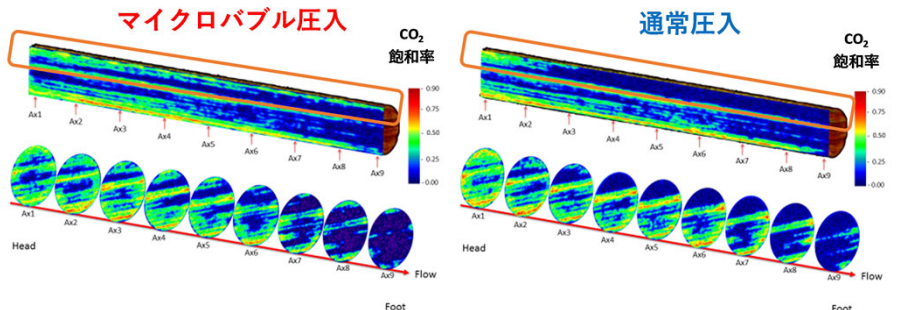 マイクロバブル圧入
CO₂
飽和率
0.90
0.75
0.50
0.25
0.00
Ax1
Ax2
Ax3
Ax4
Ax5
Ax6
Ax7
Ax8
Ax9
Ax1
Ax2
Ax3
Ax4
Ax5
Ax6
Ax7
Ax8
Ax9
Head
Flow
Foot
通常圧入
CO₂
飽和率
0.90
0.75
0.50
0.25
0.00
Ax1
Ax2
Ax3
Ax4
Ax5
Ax6
Ax7
Ax8
Ax9
Ax1
Ax2
Ax3
Ax4
Ax5
Ax6
Ax7
Ax8
Ax9
Head
Flow
Foot